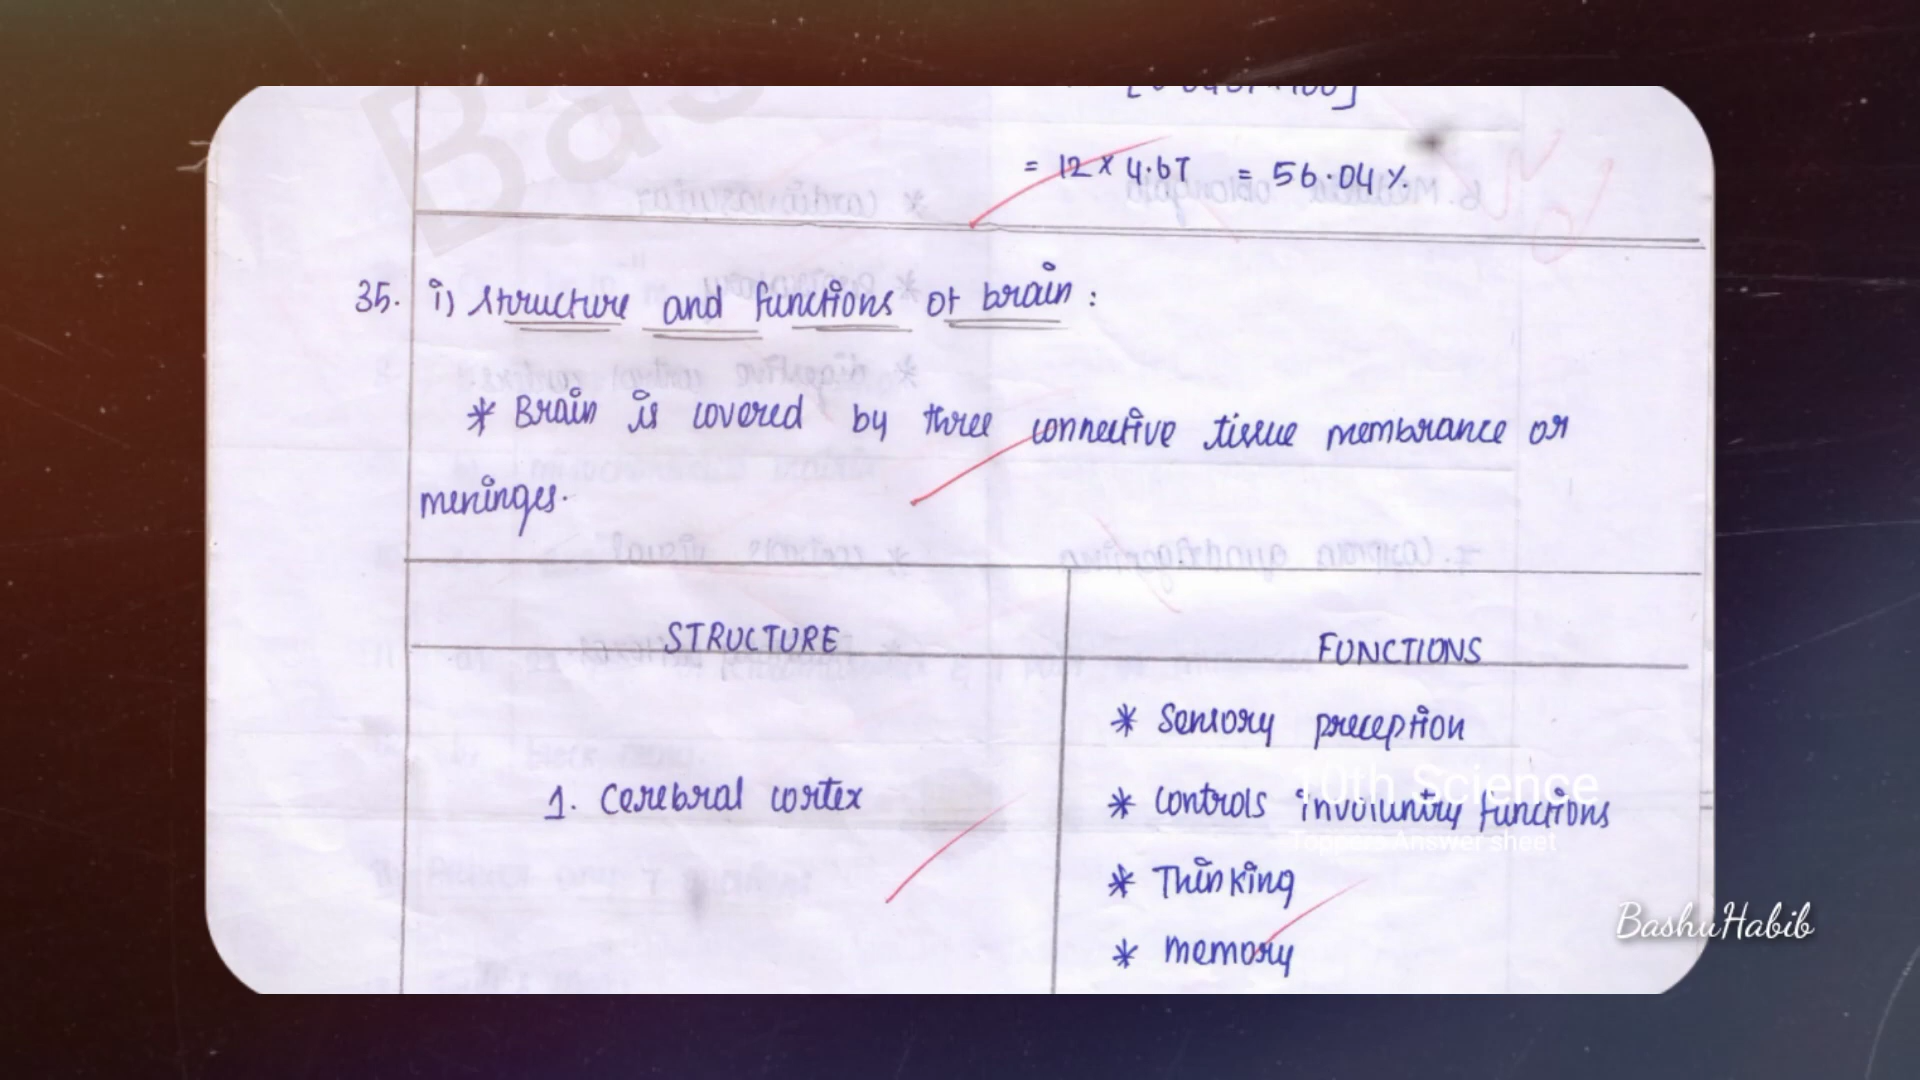 = 12 × 4.67 = 56.04 %.
35. i) Structure and functions of brain :
* Brain is covered by three connective tissue membrance or
meninges.
STRUCTURE FUNCTIONS
* Sensory preception
1. Cerebral cortex
* Controls involuntry functions
* Thinking
* memory
10th Science
Toppers Answer sheet
BashuHabib
Bas